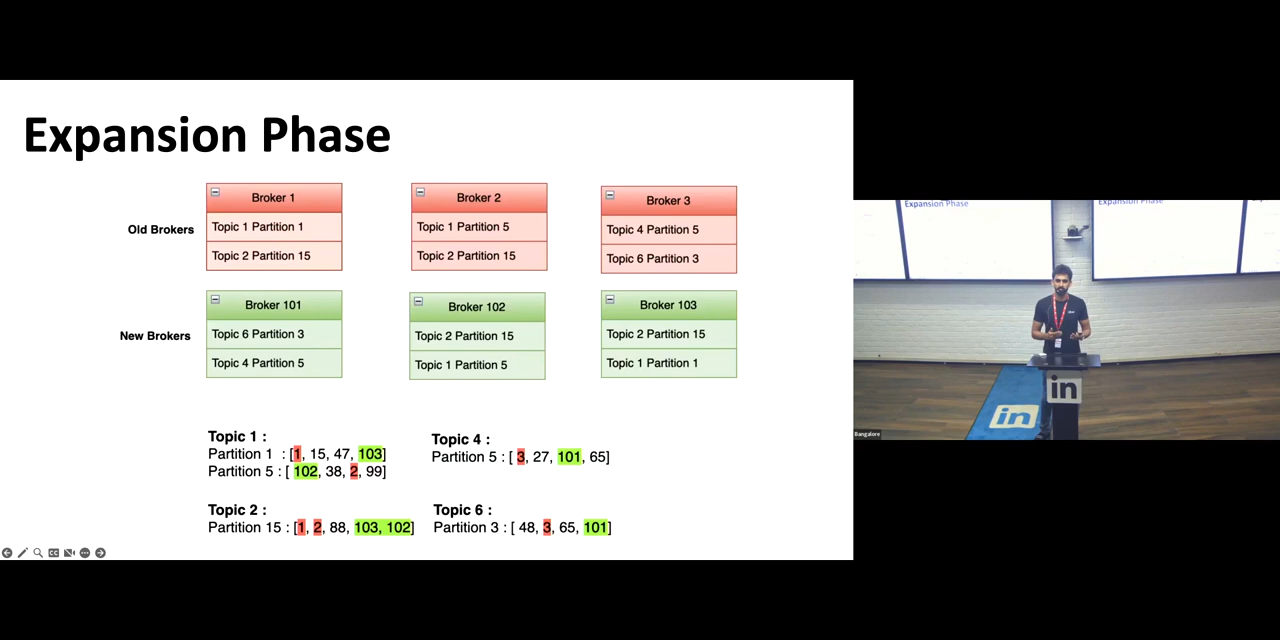 Expansion Phase
Old Brokers
Broker 1
Topic 1 Partition 1
Topic 2 Partition 15
Broker 2
Topic 1 Partition 5
Topic 2 Partition 15
Broker 3
Topic 4 Partition 5
Topic 6 Partition 3
New Brokers
Broker 101
Topic 6 Partition 3
Topic 4 Partition 5
Broker 102
Topic 2 Partition 15
Topic 1 Partition 5
Broker 103
Topic 2 Partition 15
Topic 1 Partition 1
Topic 1 :
Partition 1 : [1, 15, 47, 103]
Partition 5 : [ 102, 38, 2, 99]
Topic 4 :
Partition 5 : [ 3, 27, 101, 65]
Topic 2 :
Partition 15 : [1, 2, 88, 103, 102]
Topic 6 :
Partition 3 : [ 48, 3, 65, 101]
Expansion Phase
Expansion Phase
in
in
Bangalore